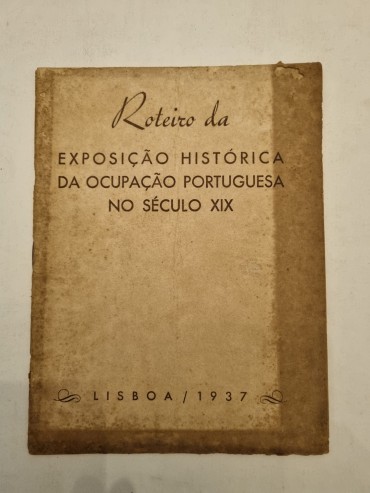 Roteiro da
EXPOSIÇÃO HISTÓRICA
DA OCUPAÇÃO PORTUGUESA
NO SÉCULO XIX
LISBOA / 1937